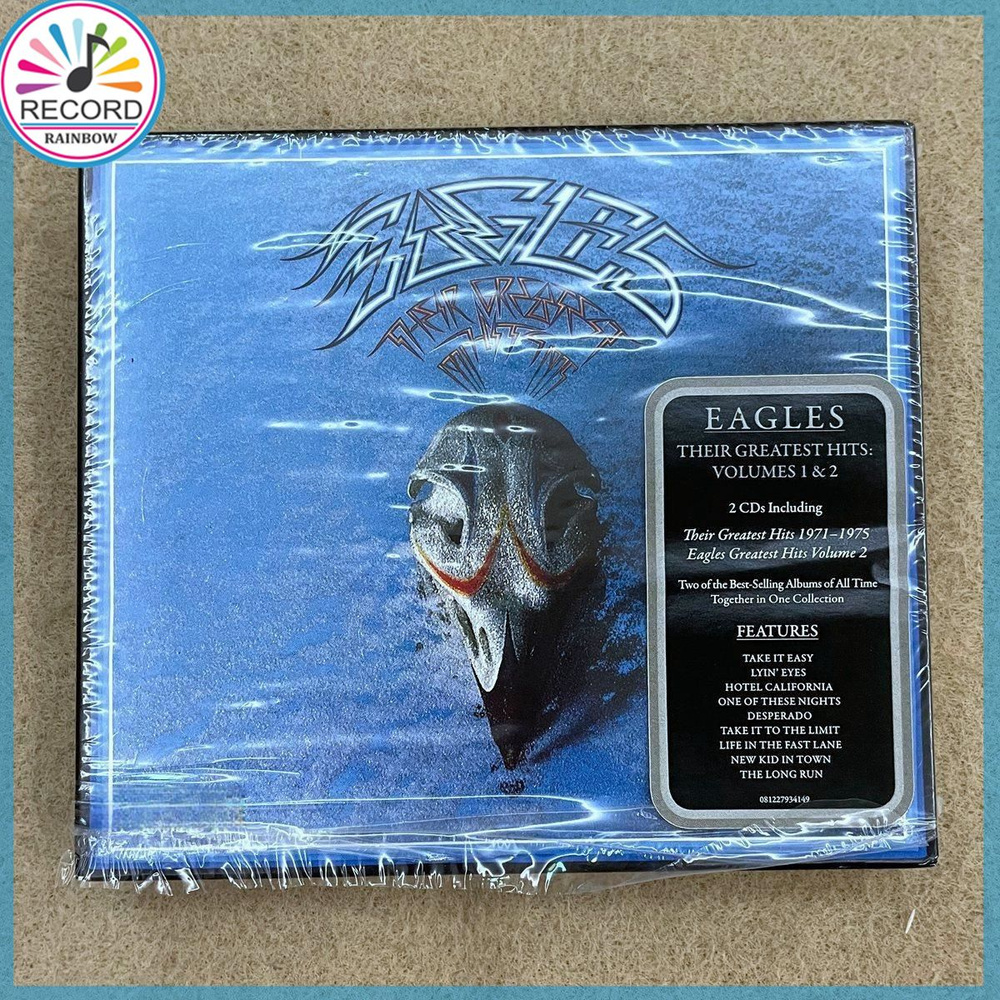 RECORD
RAINBOW
EAGLES
THEIR GREATEST
HITS
EAGLES
THEIR GREATEST HITS:
VOLUMES 1 & 2
2 CDs Including
Their Greatest Hits 1971–1975
Eagles Greatest Hits Volume 2
Two of the Best-Selling Albums of All Time
Together in One Collection
FEATURES
TAKE IT EASY
LYIN' EYES
HOTEL CALIFORNIA
ONE OF THESE NIGHTS
DESPERADO
TAKE IT TO THE LIMIT
LIFE IN THE FAST LANE
NEW KID IN TOWN
THE LONG RUN
081227934149